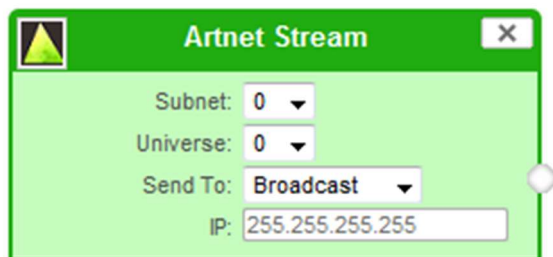 Artnet Stream
Subnet: 0
Universe: 0
Send To: Broadcast
IP: 255.255.255.255